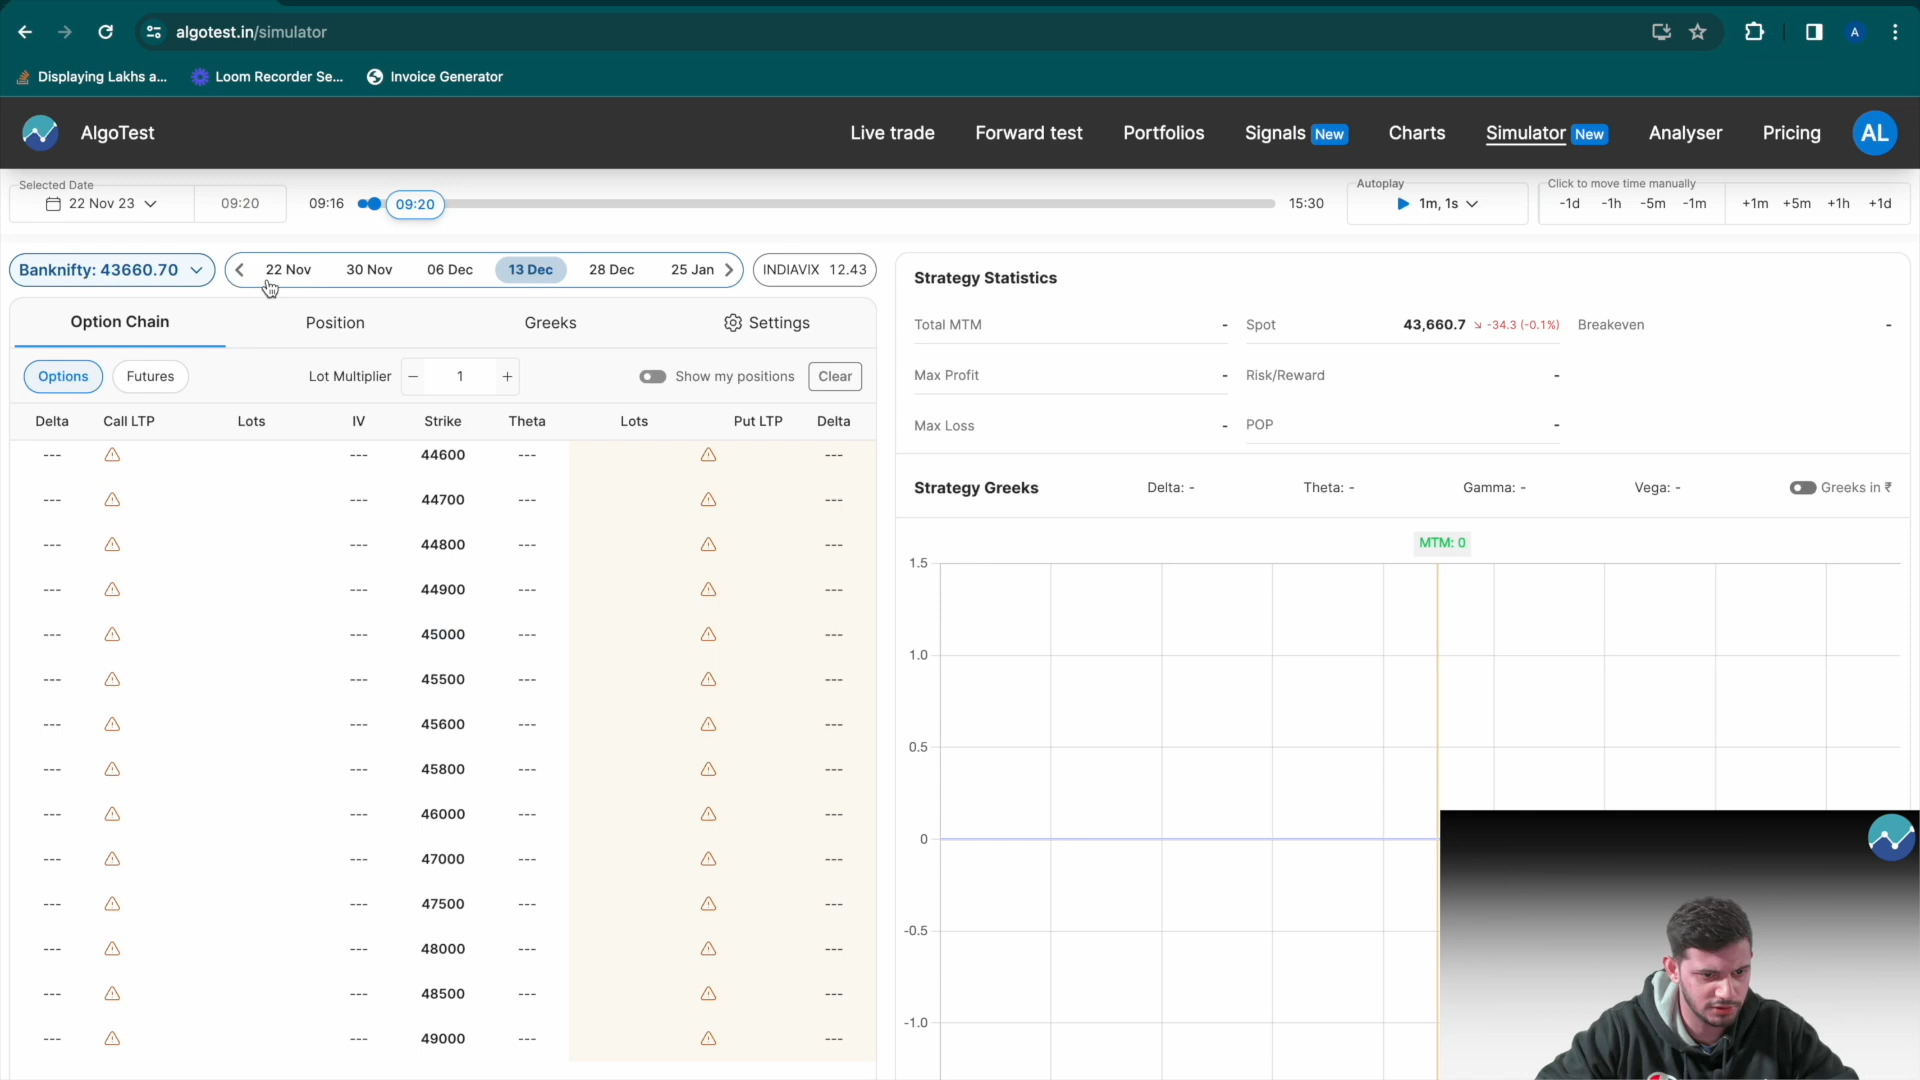 algotest.in/simulator
A
Displaying Lakhs a...
Loom Recorder Se...
Invoice Generator
AlgoTest
Live trade
Forward test
Portfolios
Signals New
Charts
Simulator New
Analyser
Pricing
AL
Selected Date
22 Nov 23
09:20
09:16
09:20
15:30
Autoplay
1m, 1s
Click to move time manually
-1d -1h -5m -1m
+1m +5m +1h +1d
Banknifty: 43660.70
22 Nov 30 Nov 06 Dec 13 Dec 28 Dec 25 Jan
INDIAVIX 12.43
Option Chain
Position
Greeks
Settings
Options
Futures
Lot Multiplier
− 1 +
Show my positions
Clear
Delta Call LTP Lots IV Strike Theta Lots Put LTP Delta
--- --- 44600 --- ---
--- --- 44700 --- ---
--- --- 44800 --- ---
--- --- 44900 --- ---
--- --- 45000 --- ---
--- --- 45500 --- ---
--- --- 45600 --- ---
--- --- 45800 --- ---
--- --- 46000 --- ---
--- --- 47000 --- ---
--- --- 47500 --- ---
--- --- 48000 --- ---
--- --- 48500 --- ---
--- --- 49000 --- ---
Strategy Statistics
Total MTM -
Spot 43,660.7 -34.3 (-0.1%)
Breakeven -
Max Profit -
Risk/Reward -
Max Loss -
POP -
Strategy Greeks
Delta: -
Theta: -
Gamma: -
Vega: -
Greeks in ₹
MTM: 0
1.5
1.0
0.5
0
-0.5
-1.0